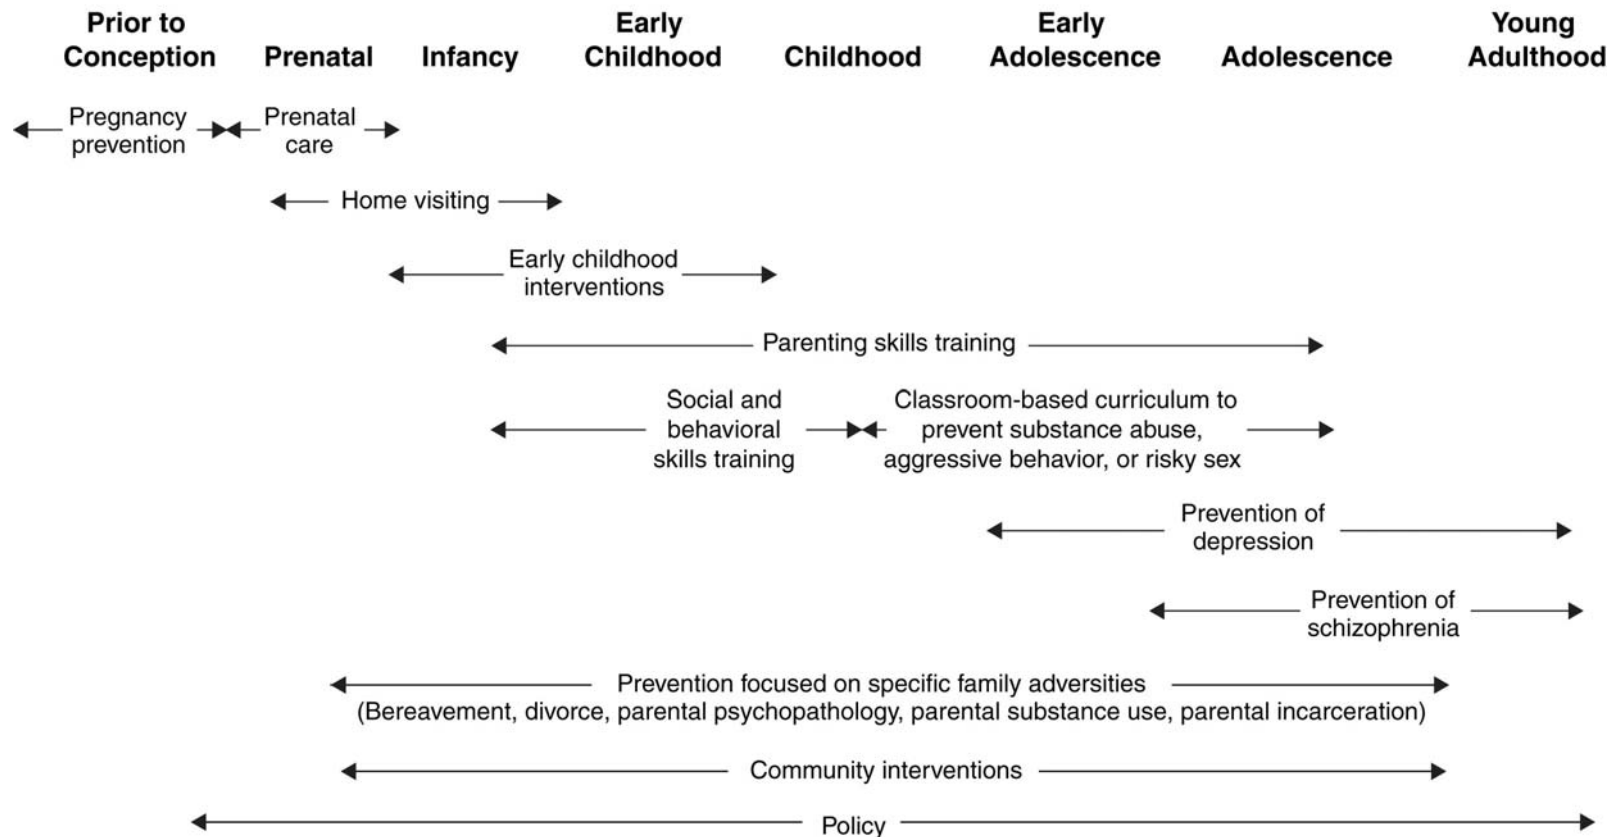 Prior to Conception
Prenatal
Infancy
Early Childhood
Childhood
Early Adolescence
Adolescence
Young Adulthood
Pregnancy
prevention
Prenatal
care
Home visiting
Early childhood
interventions
Parenting skills training
Social and
behavioral
skills training
Classroom-based curriculum to
prevent substance abuse,
aggressive behavior, or risky sex
Prevention of
depression
Prevention of
schizophrenia
Prevention focused on specific family adversities
(Bereavement, divorce, parental psychopathology, parental substance use, parental incarceration)
Community interventions
Policy